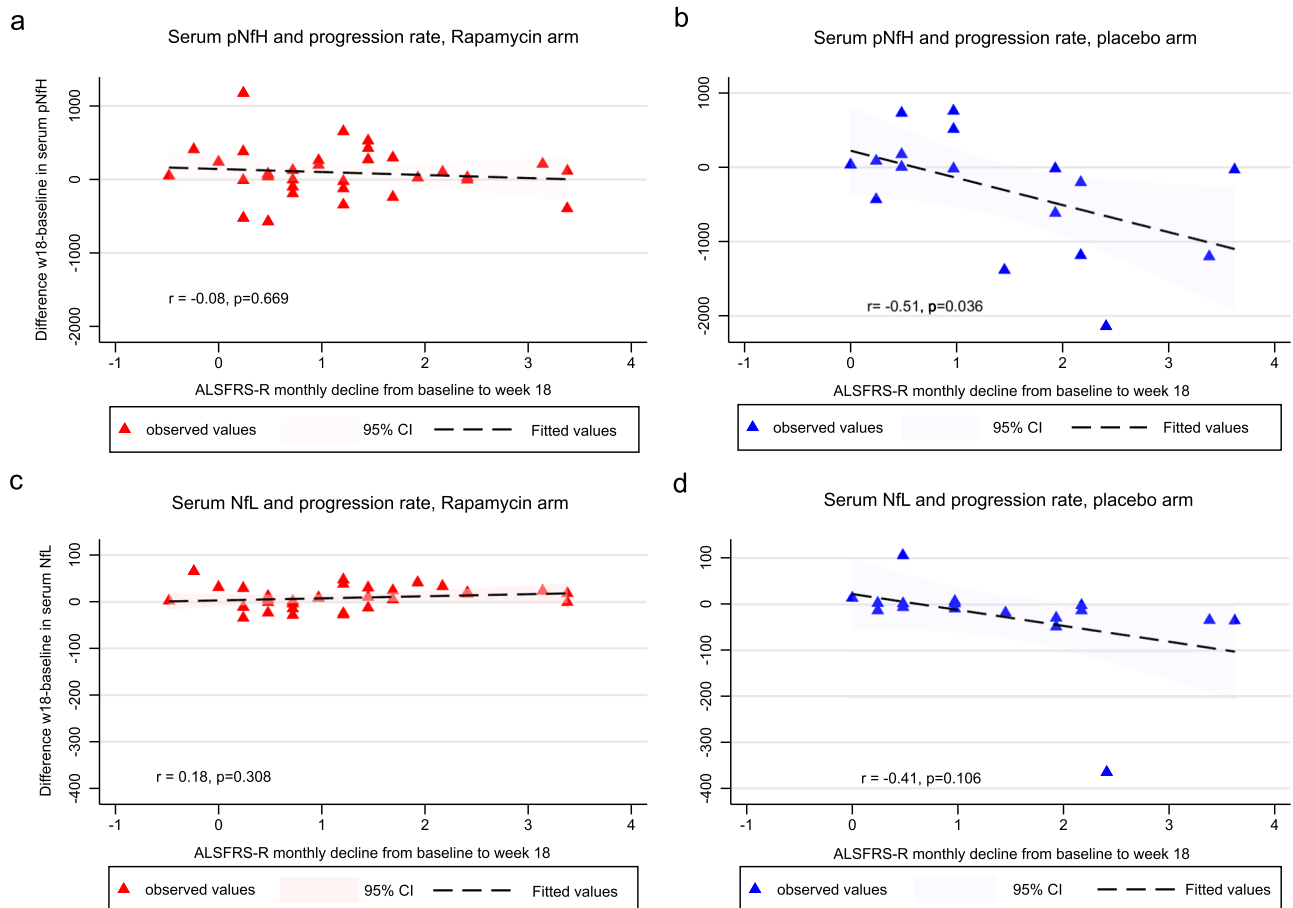 a
Serum pNfH and progression rate, Rapamycin arm
Difference w18-baseline in serum pNfH
1000
0
-1000
-2000
r = -0.08, p=0.669
-1 0 1 2 3 4
ALSFRS-R monthly decline from baseline to week 18
observed values 95% CI Fitted values
b
Serum pNfH and progression rate, placebo arm
1000
0
-1000
-2000
r= -0.51, p=0.036
-1 0 1 2 3 4
ALSFRS-R monthly decline from baseline to week 18
observed values 95% CI Fitted values
c
Serum NfL and progression rate, Rapamycin arm
Difference w18-baseline in serum NfL
100
0
-100
-200
-300
-400
r = 0.18, p=0.308
-1 0 1 2 3 4
ALSFRS-R monthly decline from baseline to week 18
observed values 95% CI Fitted values
d
Serum NfL and progression rate, placebo arm
100
0
-100
-200
-300
-400
r = -0.41, p=0.106
-1 0 1 2 3 4
ALSFRS-R monthly decline from baseline to week 18
observed values 95% CI Fitted values